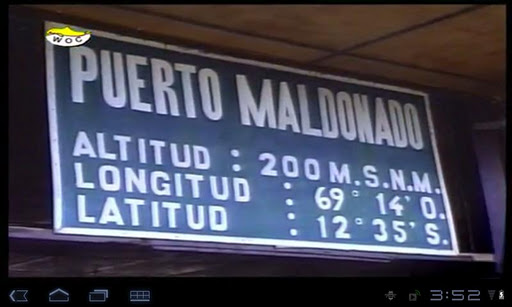 WOC
PUERTO MALDONADO
ALTITUD : 200 M.S.N.M.
LONGITUD : 69° 14' O.
LATITUD : 12° 35' S.
3:52